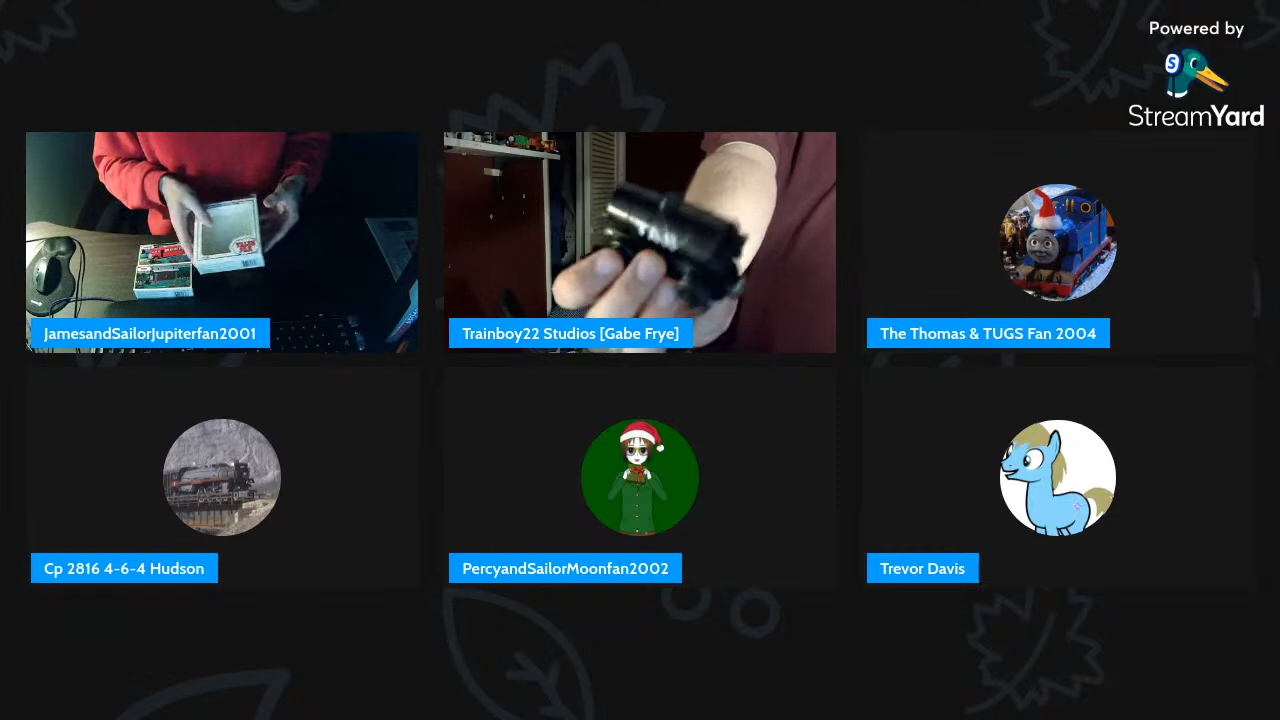 Powered by
S
StreamYard
JamesandSailorJupiterfan2001
Trainboy22 Studios [Gabe Frye]
The Thomas & TUGS Fan 2004
Cp 2816 4-6-4 Hudson
PercyandSailorMoonfan2002
Trevor Davis